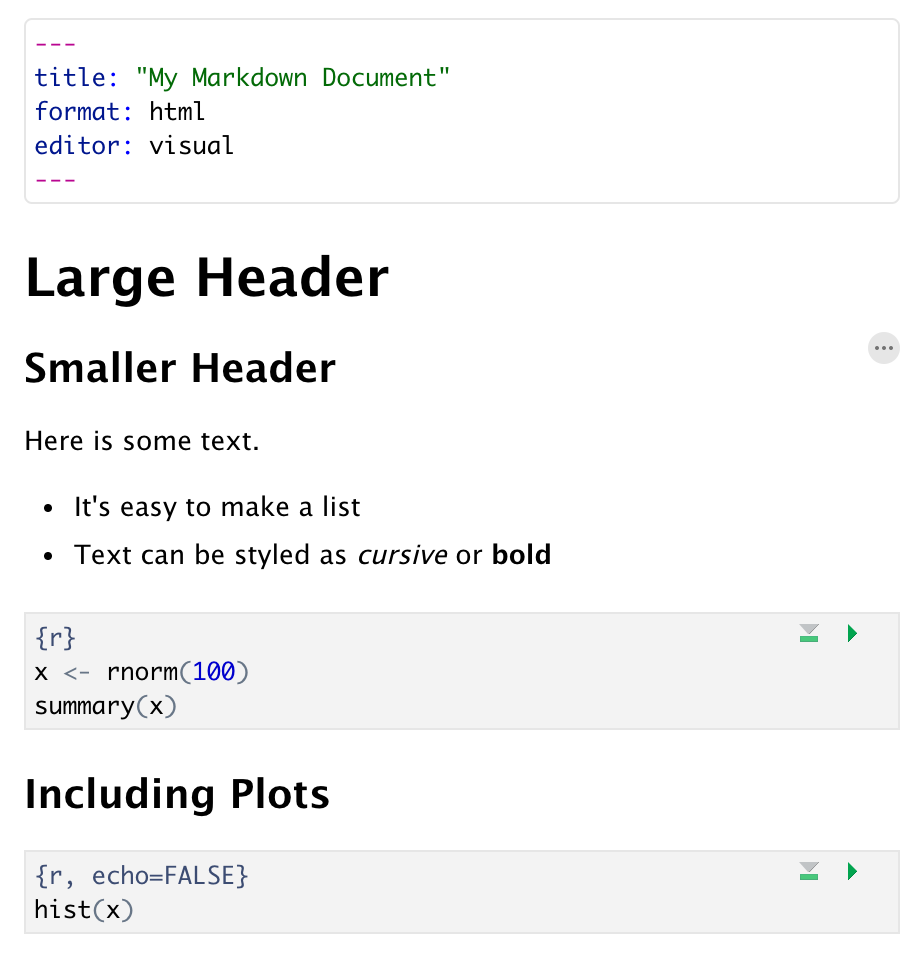 ---
title: "My Markdown Document"
format: html
editor: visual
---
Large Header
Smaller Header
Here is some text.
• It's easy to make a list
• Text can be styled as cursive or bold
{r}
x <- rnorm(100)
summary(x)
Including Plots
{r, echo=FALSE}
hist(x)